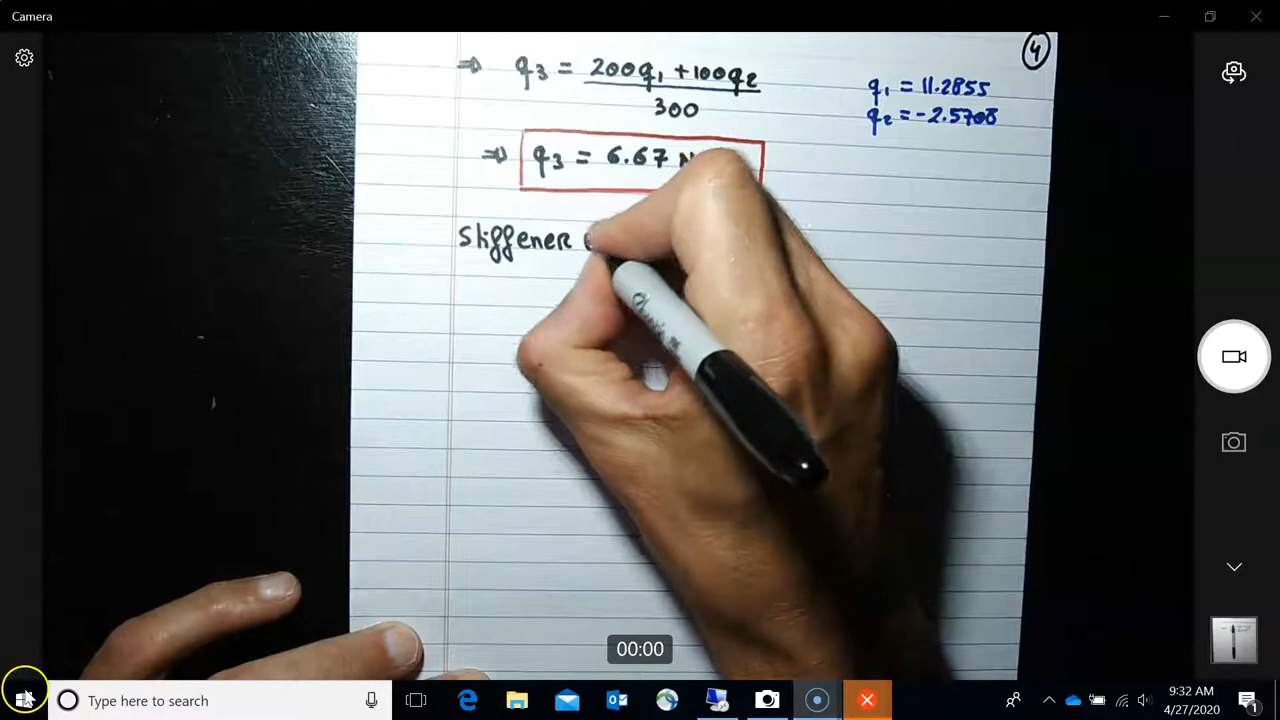 Camera
4
⇒ q3 = 200q1 + 100q2
300
q1 = 11.2855
q2 = -2.5708
⇒ q3 = 6.67 N
Stiffener
00:00
Type here to search
9:32 AM
4/27/2020
1